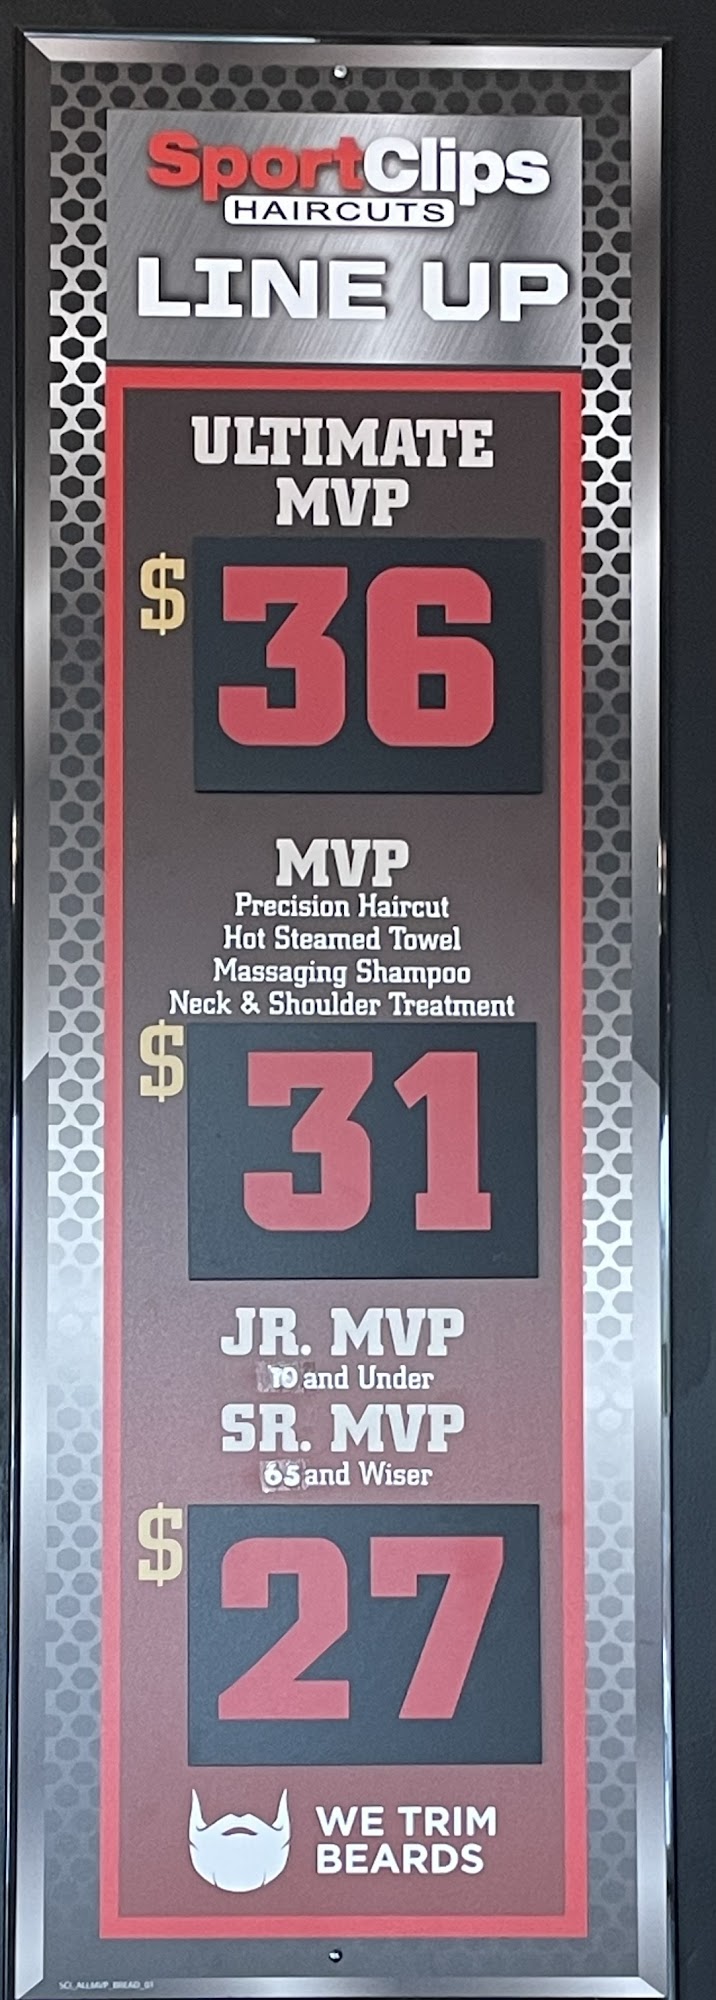 SportClips
HAIRCUTS
LINE UP
ULTIMATE
MVP
$ 36
MVP
Precision Haircut
Hot Steamed Towel
Massaging Shampoo
Neck & Shoulder Treatment
$ 31
JR. MVP
10 and Under
SR. MVP
65 and Wiser
$ 27
WE TRIM
BEARDS
SCI_ALLMVP_BREAD_01